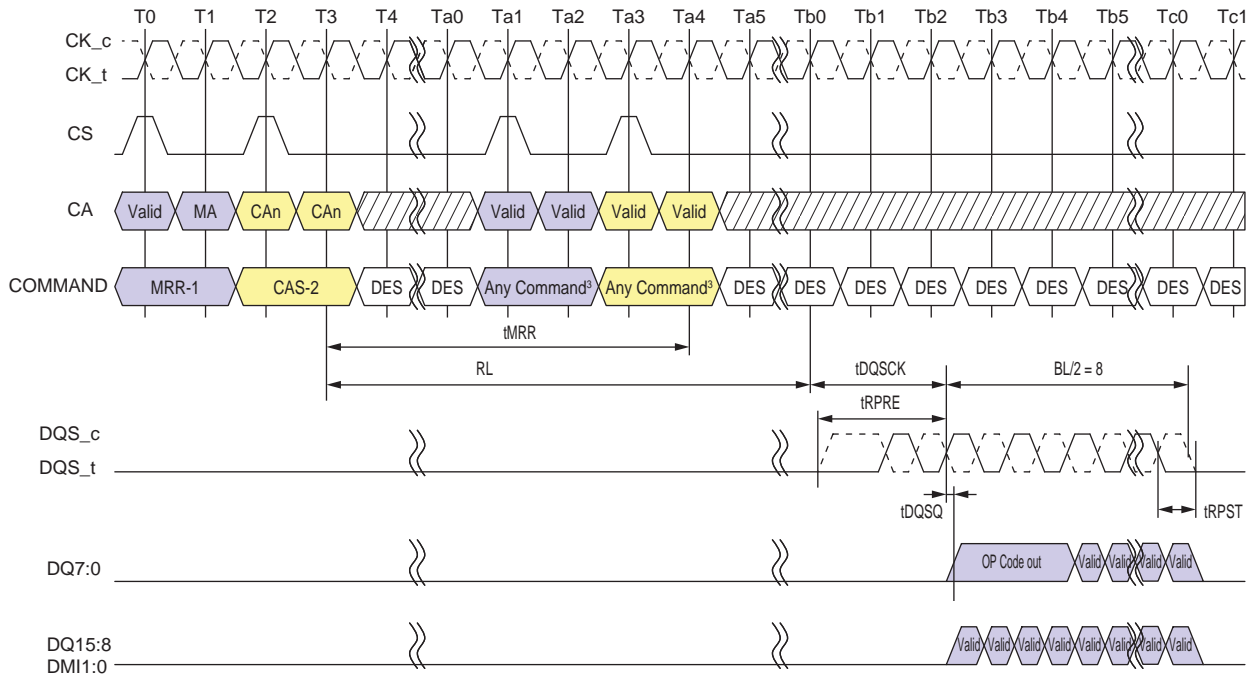 T0 T1 T2 T3 T4 Ta0 Ta1 Ta2 Ta3 Ta4 Ta5 Tb0 Tb1 Tb2 Tb3 Tb4 Tb5 Tc0 Tc1
CK_c
CK_t
CS
CA Valid MA CAn CAn Valid Valid Valid Valid
COMMAND MRR-1 CAS-2 DES DES Any Command³ Any Command³ DES DES DES DES DES DES DES DES DES
tMRR
RL tDQSCK BL/2 = 8
tRPRE
DQS_c
DQS_t
tDQSQ tRPST
DQ7:0 OP Code out Valid Valid Valid Valid
DQ15:8 Valid Valid Valid Valid Valid Valid Valid Valid
DMI1:0